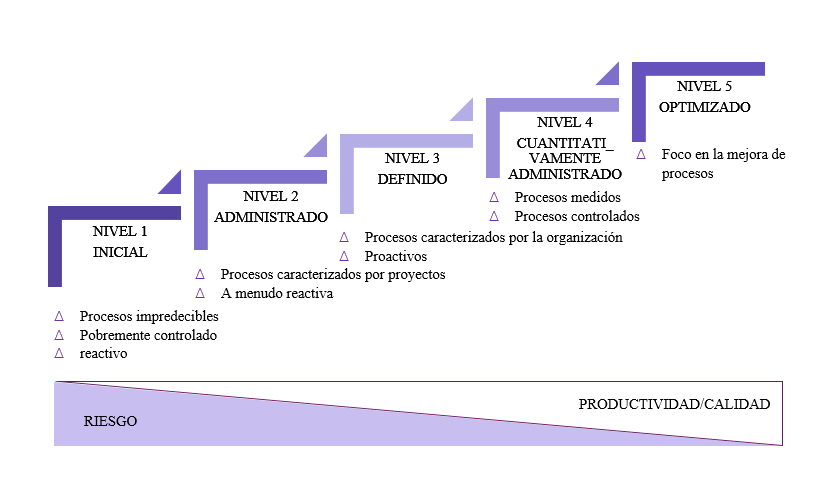 NIVEL 1
INICIAL
Δ Procesos impredecibles
Δ Pobremente controlado
Δ reactivo
NIVEL 2
ADMINISTRADO
Δ Procesos caracterizados por proyectos
Δ A menudo reactiva
NIVEL 3
DEFINIDO
Δ Procesos caracterizados por la organización
Δ Proactivos
NIVEL 4
CUANTITATI_
VAMENTE
ADMINISTRADO
Δ Procesos medidos
Δ Procesos controlados
NIVEL 5
OPTIMIZADO
Δ Foco en la mejora de
procesos
RIESGO
PRODUCTIVIDAD/CALIDAD